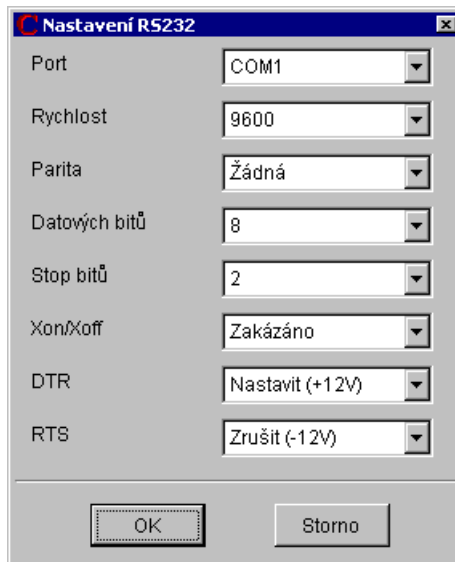 Nastavení RS232
Port COM1
Rychlost 9600
Parita Žádná
Datových bitů 8
Stop bitů 2
Xon/Xoff Zakázáno
DTR Nastavit (+12V)
RTS Zrušit (-12V)
OK Storno